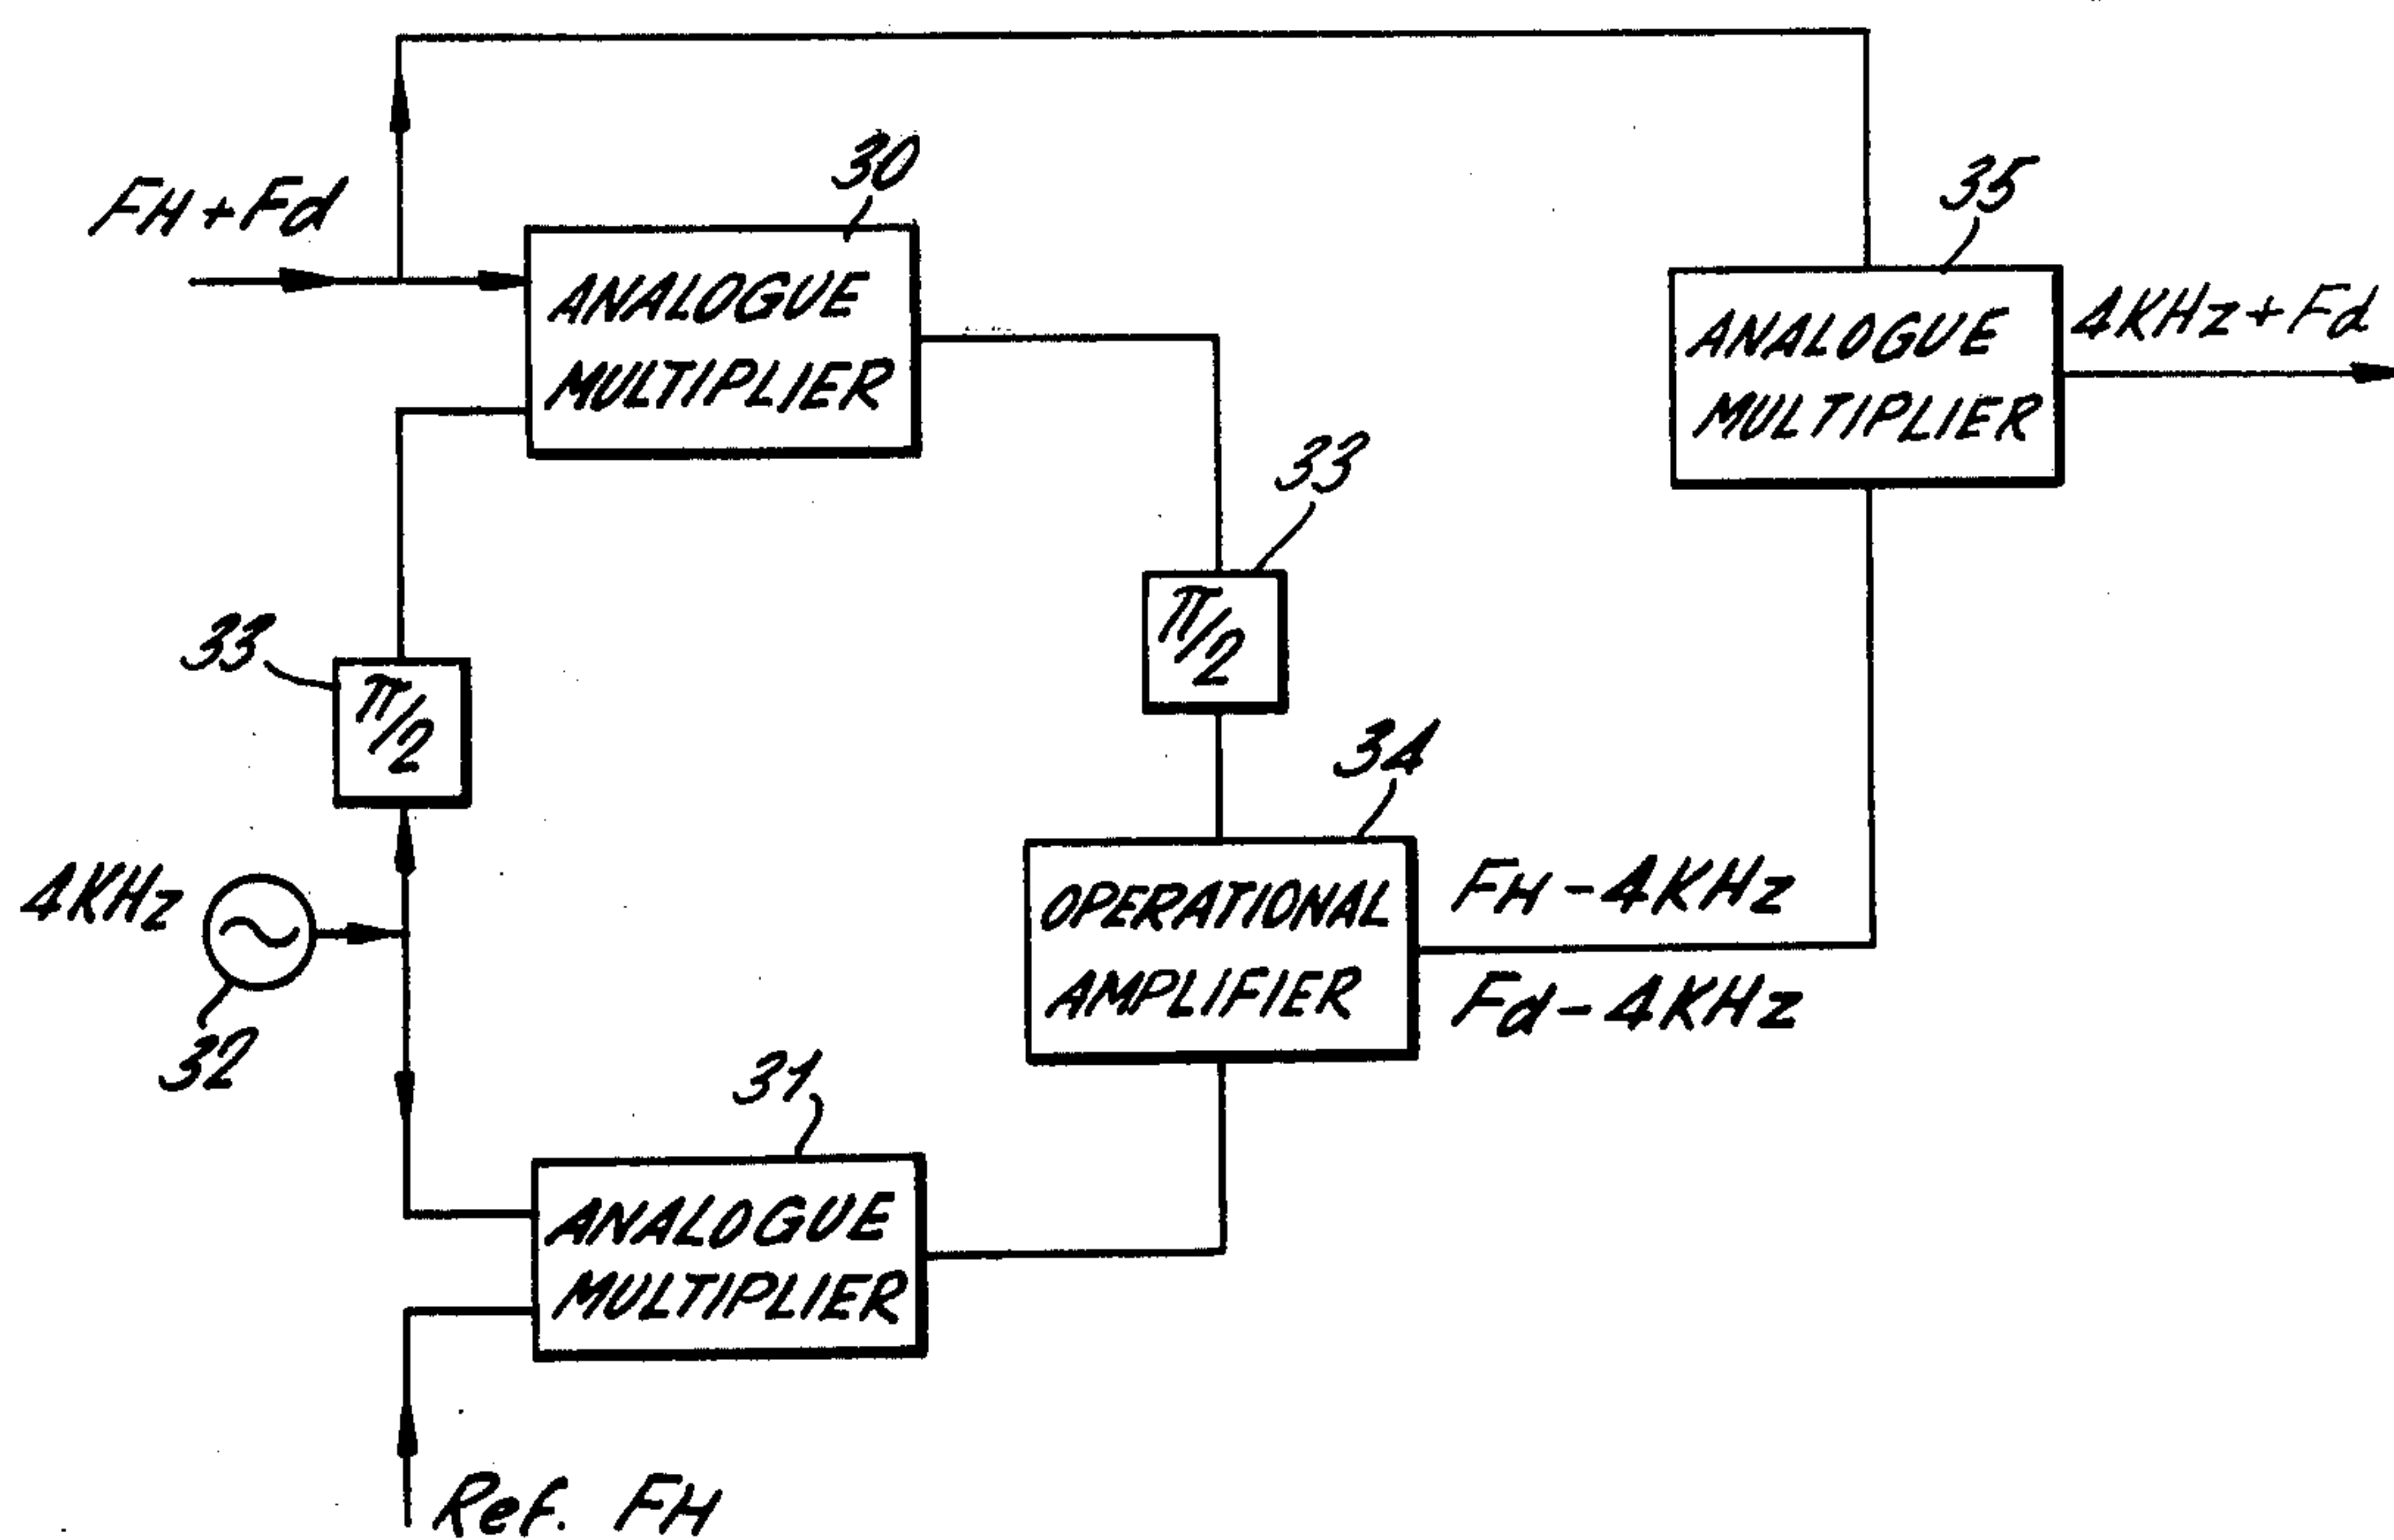 30
FH+Fd
35
ANALOGUE
MULTIPLIER
ANALOGUE
MULTIPLIER
4KHz+Fd
33
π/2
33
π/2
34
4KHz
OPERATIONAL
AMPLIFIER
FH-4KHz
Fd-4KHz
32
31
ANALOGUE
MULTIPLIER
Ref. FH